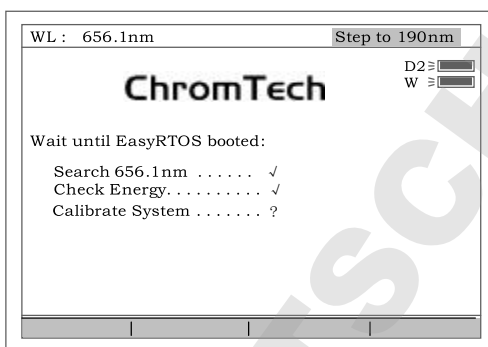 WL : 656.1nm Step to 190nm
D2
W
ChromTech
Wait until EasyRTOS booted:
Search 656.1nm ...... √
Check Energy.......... √
Calibrate System ....... ?